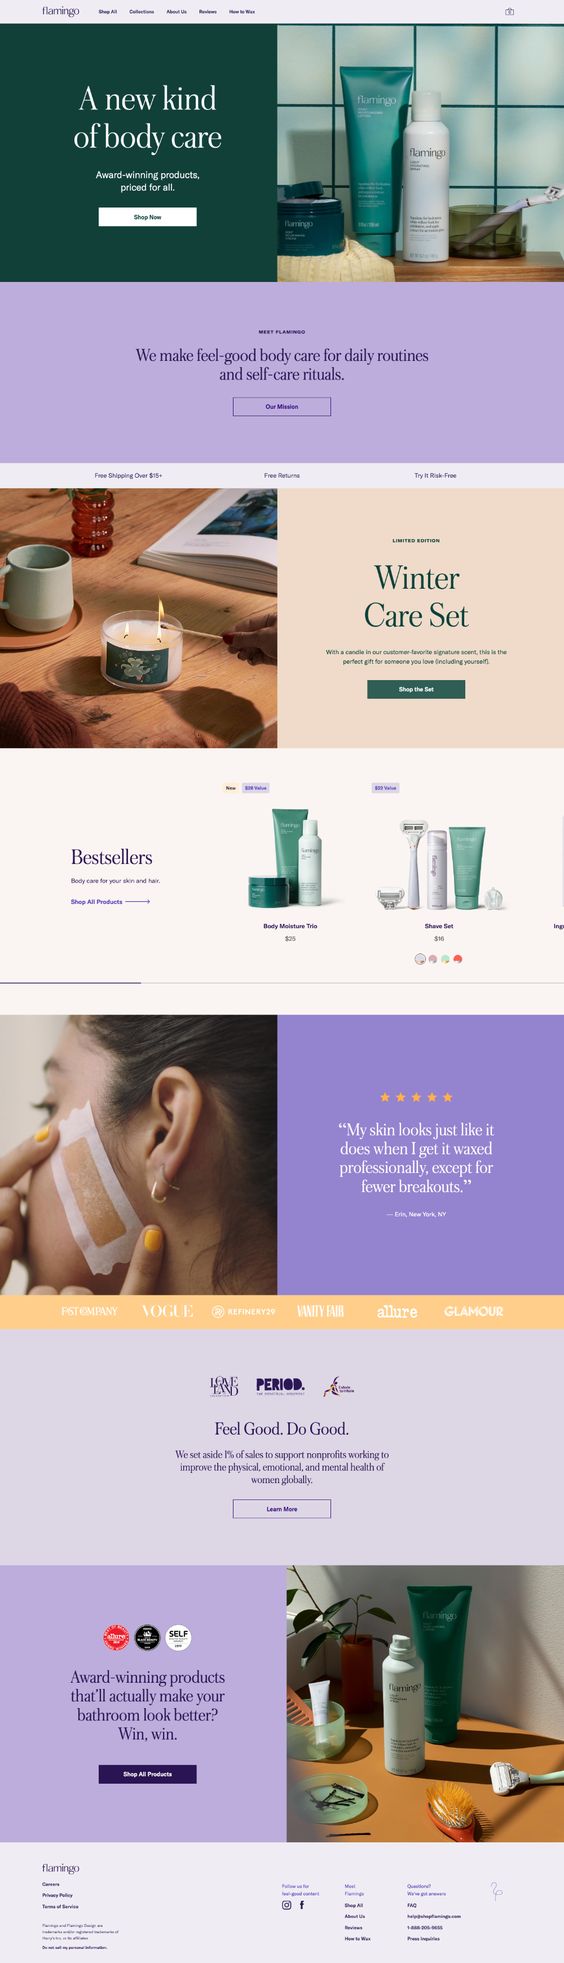 flamingo
Shop All
Collections
About Us
Reviews
How to Wax
A new kind
of body care
Award-winning products,
priced for all.
Shop Now
flamingo
flamingo
MEET FLAMINGO
We make feel-good body care for daily routines
and self-care rituals.
Our Mission
Free Shipping Over $15+
Free Returns
Try It Risk-Free
LIMITED EDITION
Winter
Care Set
With a candle in our customer-favorite signature scent, this is the
perfect gift for someone you love (including yourself).
Shop the Set
New
$28 Value
$22 Value
Bestsellers
Body care for your skin and hair.
Shop All Products
Body Moisture Trio
$25
Shave Set
$16
“My skin looks just like it
does when I get it waxed
professionally, except for
fewer breakouts.”
— Erin, New York, NY
FAST COMPANY
VOGUE
REFINERY29
VANITY FAIR
allure
GLAMOUR
LOVE
LAND
PERIOD.
Feel Good. Do Good.
We set aside 1% of sales to support nonprofits working to
improve the physical, emotional, and mental health of
women globally.
Learn More
allure
SELF
Award-winning products
that’ll actually make your
bathroom look better?
Win, win.
Shop All Products
flamingo
flamingo
flamingo
Careers
Privacy Policy
Terms of Service
Flamingo and Flamingo Design are
trademarks and/or registered trademarks of
Harry's Inc. or its affiliates
Do not sell my personal information.
Follow us for
feel-good content
Meet
Flamingo
Shop All
About Us
Reviews
How to Wax
Questions?
We've got answers
FAQ
help@shopflamingo.com
1-888-205-9655
Press Inquiries